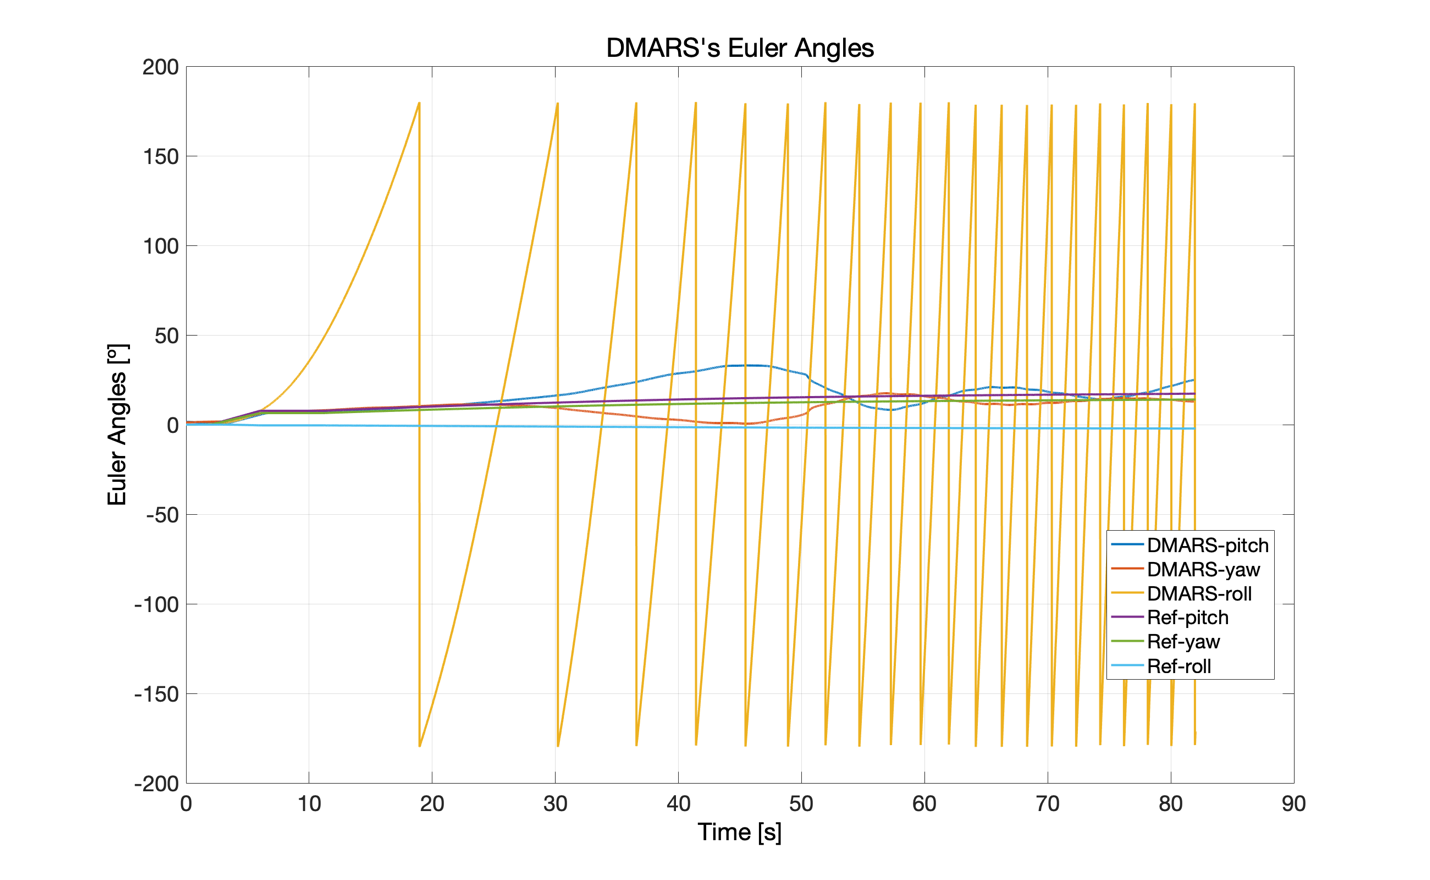 DMARS's Euler Angles
200
150
100
50
0
-50
-100
-150
-200
Euler Angles [º]
0 10 20 30 40 50 60 70 80 90
Time [s]
DMARS-pitch
DMARS-yaw
DMARS-roll
Ref-pitch
Ref-yaw
Ref-roll